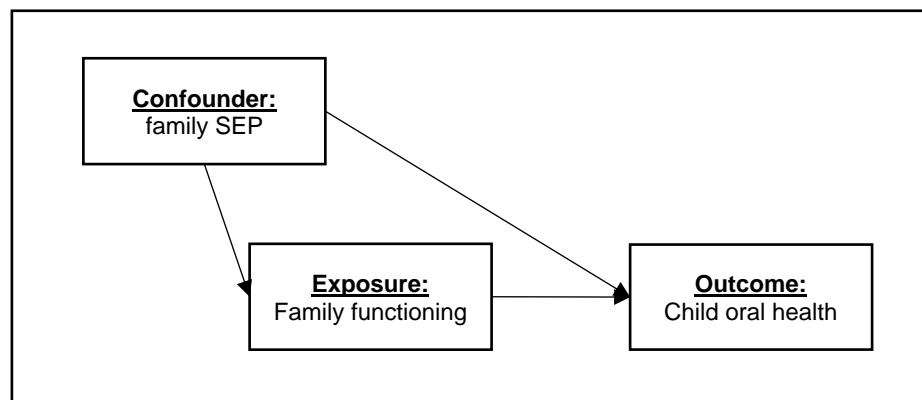 Confounder:
family SEP
Exposure:
Family functioning
Outcome:
Child oral health